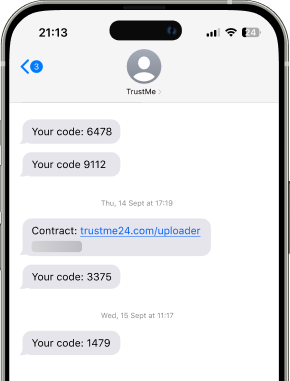 21:13
24
3
TrustMe
Your code: 6478
Your code 9112
Thu, 14 Sept at 17:19
Contract: trustme24.com/uploader
Your code: 3375
Wed, 15 Sept at 11:17
Your code: 1479